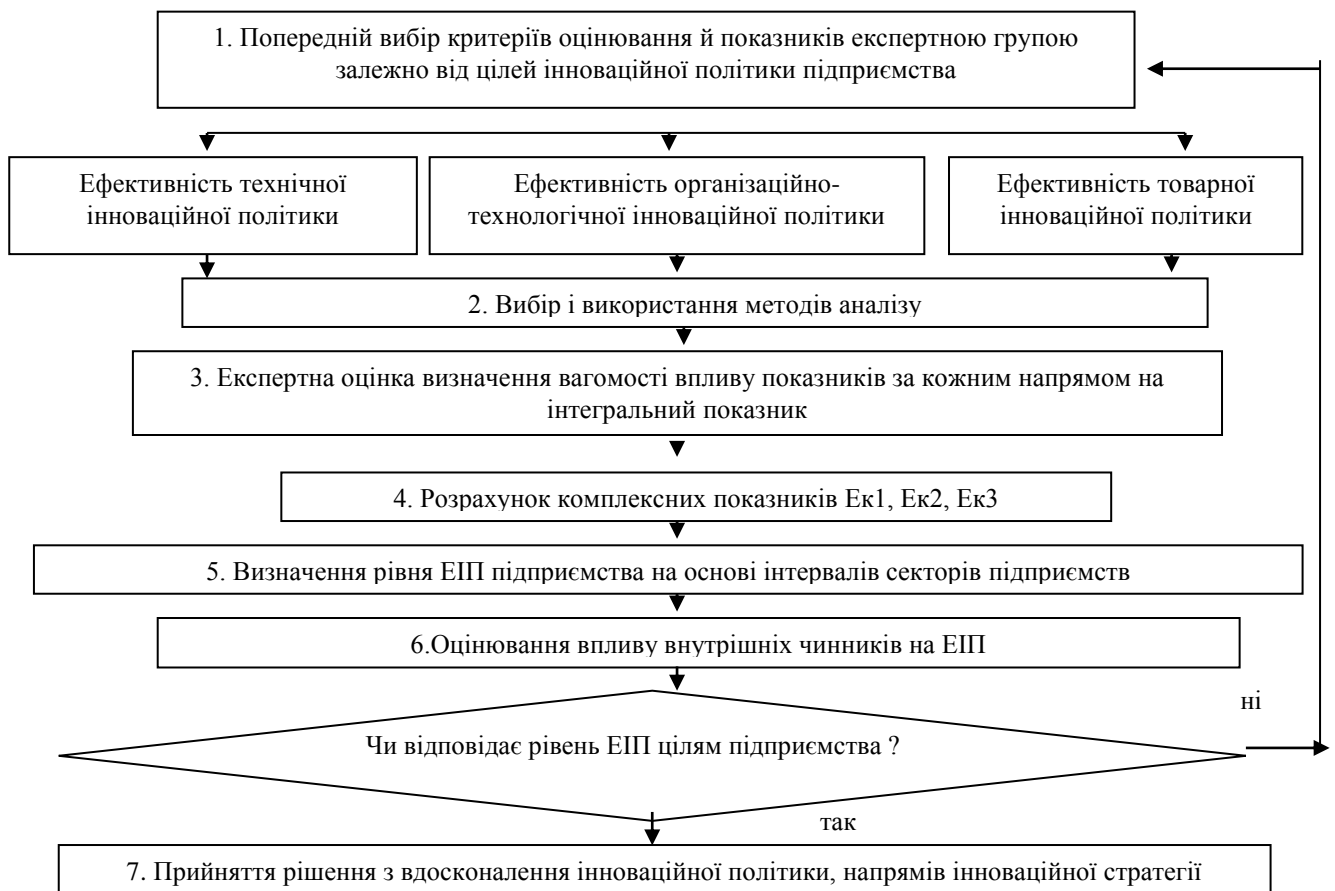 1. Попередній вибір критеріїв оцінювання й показників експертною групою
залежно від цілей інноваційної політики підприємства
Ефективність технічної
інноваційної політики
Ефективність організаційно-
технологічної інноваційної політики
Ефективність товарної
інноваційної політики
2. Вибір і використання методів аналізу
3. Експертна оцінка визначення вагомості впливу показників за кожним напрямом на
інтегральний показник
4. Розрахунок комплексних показників Ек1, Ек2, Ек3
5. Визначення рівня ЕІП підприємства на основі інтервалів секторів підприємств
6.Оцінювання впливу внутрішніх чинників на ЕІП
ні
Чи відповідає рівень ЕІП цілям підприємства ?
так
7. Прийняття рішення з вдосконалення інноваційної політики, напрямів інноваційної стратегії